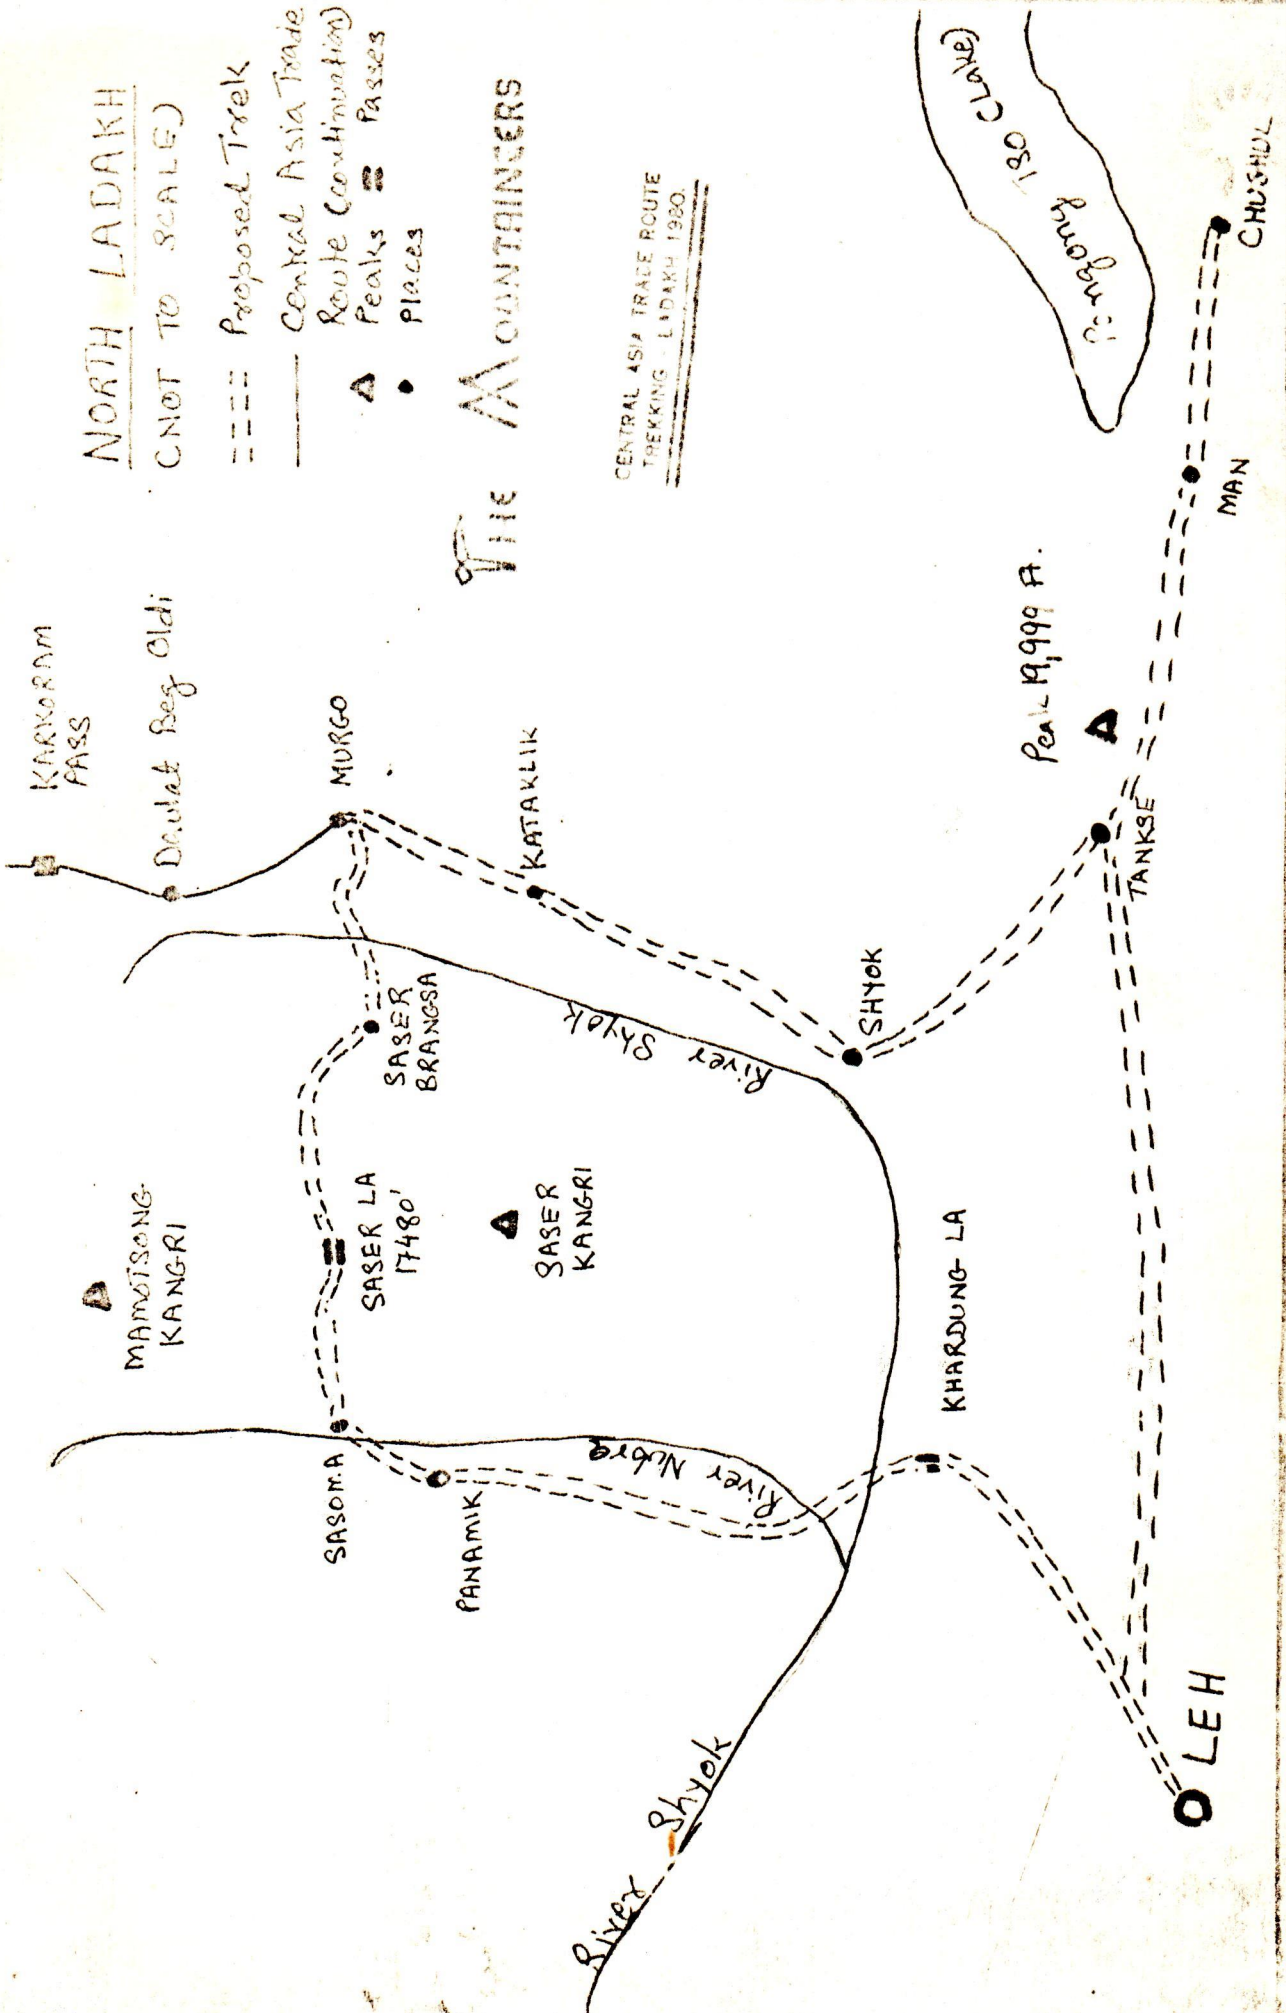 NORTH LADAKH
(NOT TO SCALE)
Proposed Trek
Central Asia Trade
Route (continuation)
Peaks = Passes
Places
THE MOUNTAINEERS
CENTRAL ASIA TRADE ROUTE
TREKKING - LADAKH 1980.
KARKORAM
PASS
Daulat Beg Oldi
MURGO
KATAKLIK
MAMOTSONG
KANGRI
SASER
BRANGSA
SASER LA
17480'
SASER
KANGRI
SASOMA
PANAMIK
River Nubra
River Shyok
SHYOK
KHARDUNG LA
River Shyok
Peak 19,999 ft.
TANKSE
Pangong TSO (Lake)
MAN
CHUSHUL
LEH